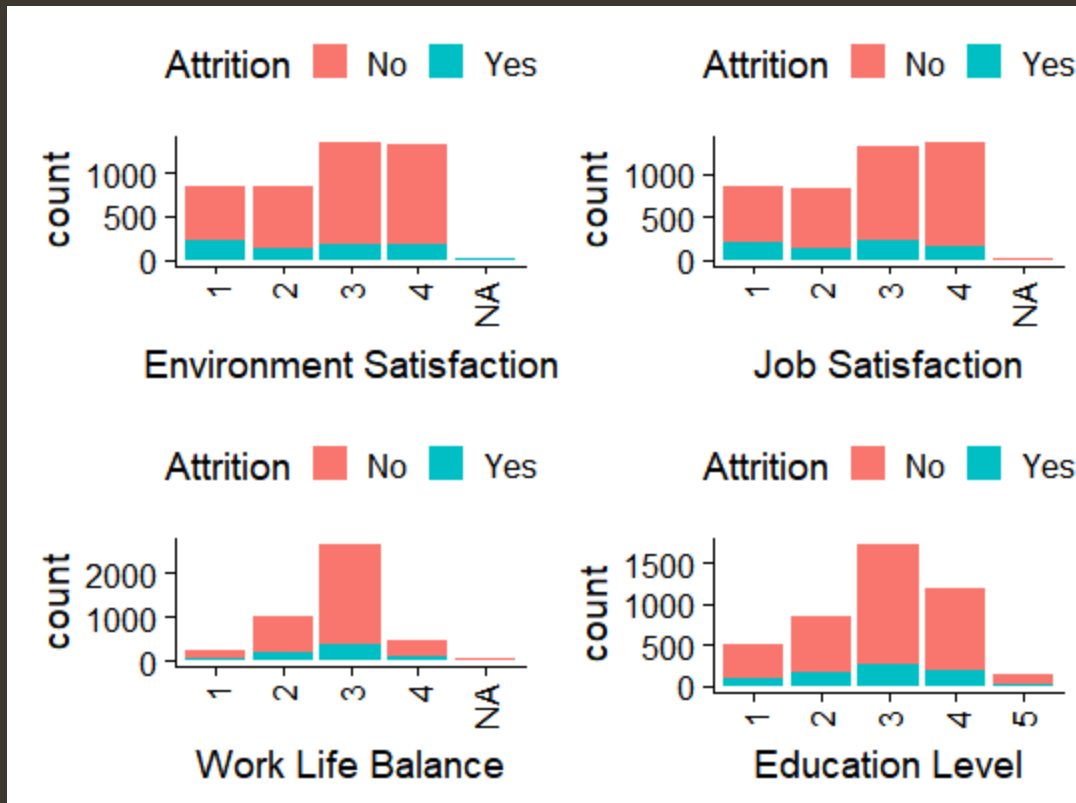 Attrition No Yes
count
1000
500
0
1 2 3 4 NA
Environment Satisfaction
Attrition No Yes
count
1000
500
0
1 2 3 4 NA
Job Satisfaction
Attrition No Yes
count
2000
1000
0
1 2 3 4 NA
Work Life Balance
Attrition No Yes
count
1500
1000
500
0
1 2 3 4 5
Education Level